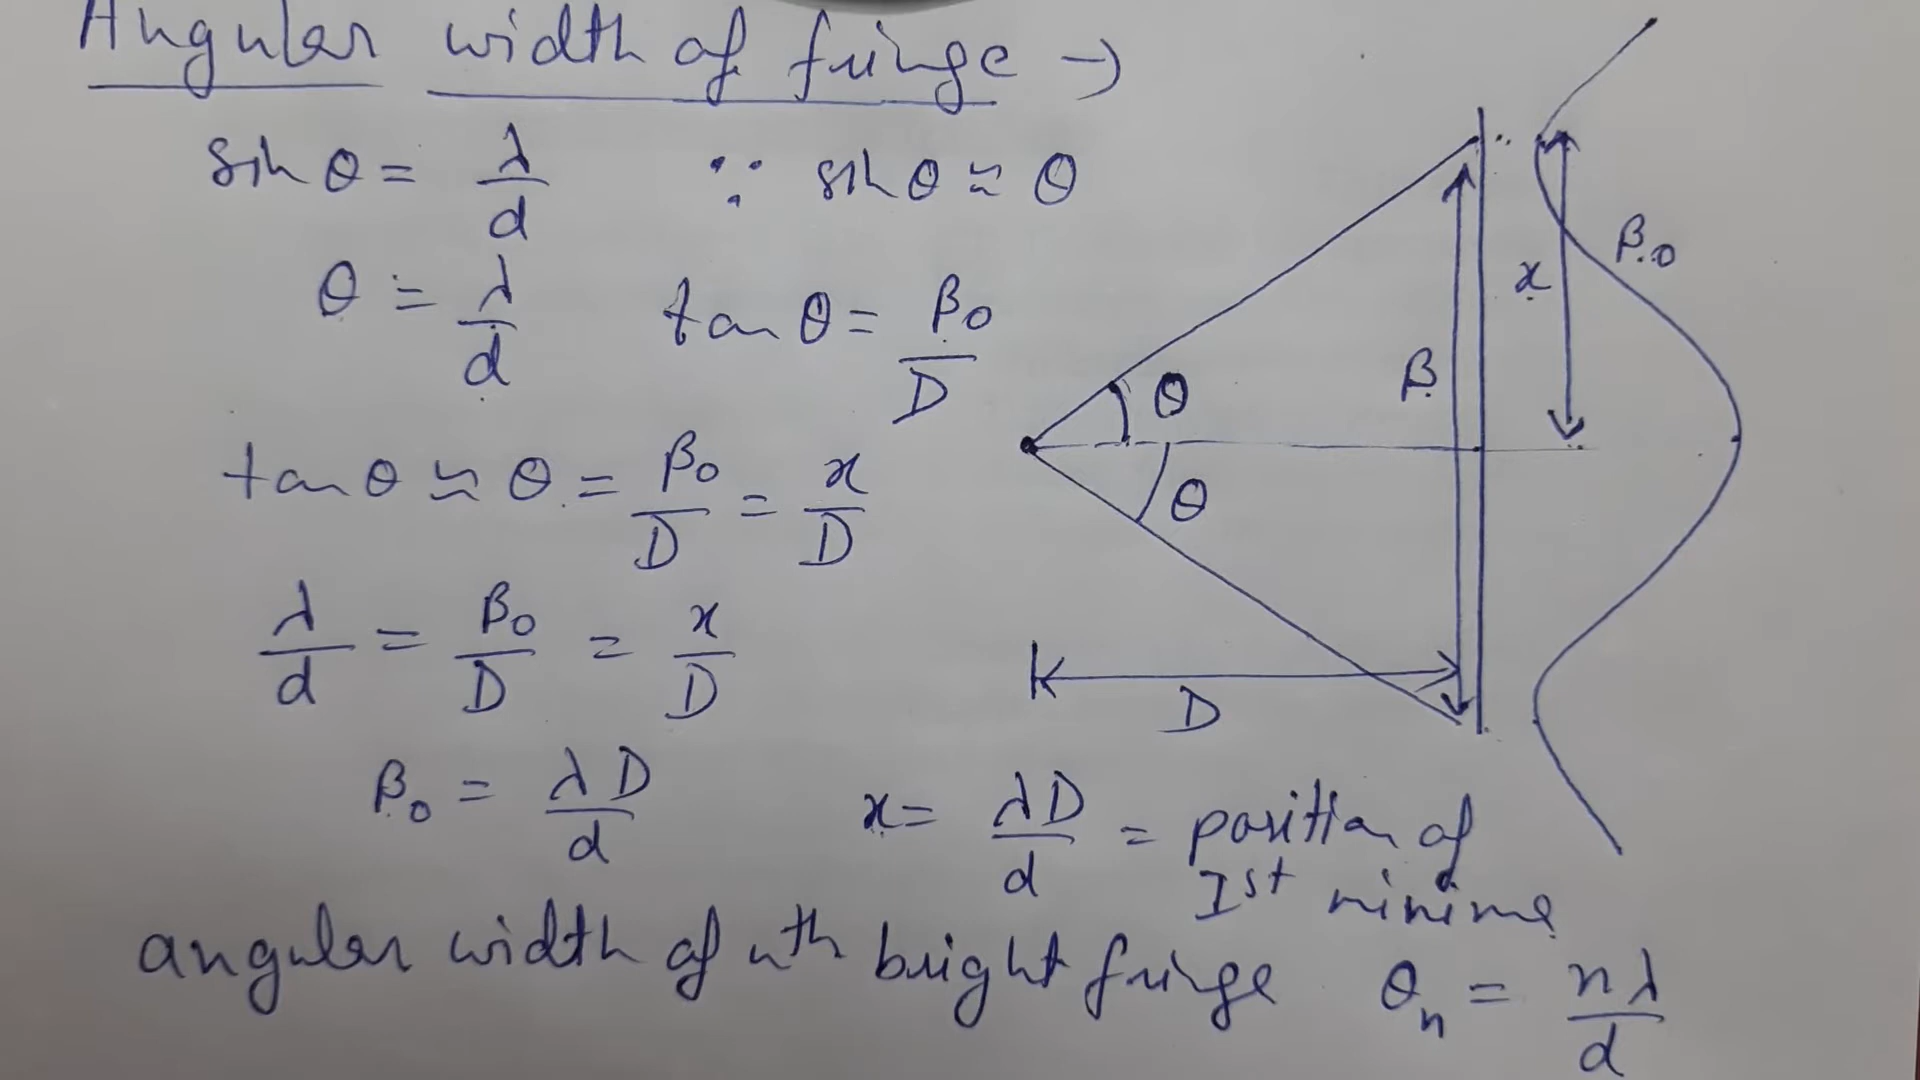 Angular width of fringe →
sin θ = λ/d ∵ sin θ ≈ θ
θ = λ/d tan θ = β₀/D
tan θ ≈ θ = β₀/D = x/D
λ/d = β₀/D = x/D
β₀ = λD/d x = λD/d = position of
Ist minima
angular width of nth bright fringe θₙ = nλ/d
θ
θ
β
x
β₀
D